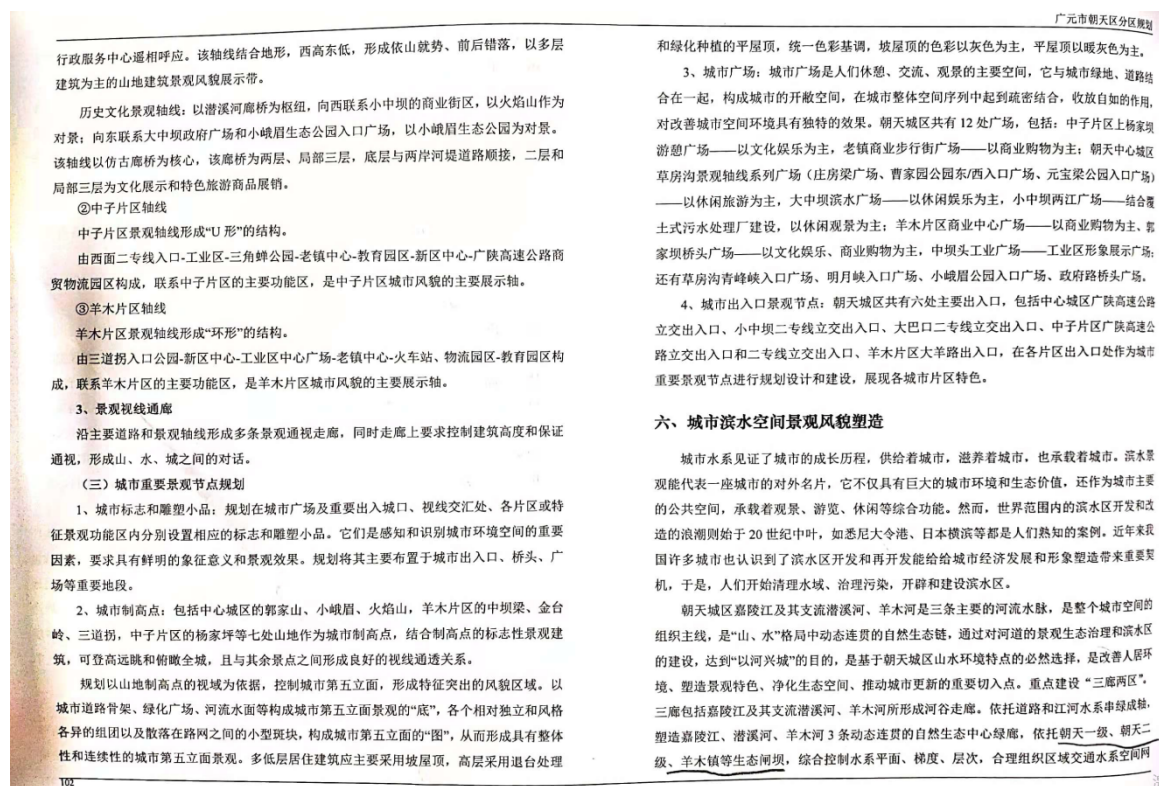 广元市朝天区分区规划
行政服务中心遥相呼应。该轴线结合地形，西高东低，形成依山就势、前后错落，以多层
建筑为主的山地建筑景观风貌展示带。
历史文化景观轴线：以潜溪河廊桥为枢纽，向西联系小中坝的商业街区，以火焰山作为
对景；向东联系大中坝政府广场和小峨眉生态公园入口广场，以小峨眉生态公园为对景。
该轴线以仿古廊桥为核心，该廊桥为两层、局部三层，底层与两岸河堤道路顺接，二层和
局部三层为文化展示和特色旅游商品展销。
②中子片区轴线
中子片区景观轴线形成“U 形”的结构。
由西面二专线入口-工业区-三角蝉公园-老镇中心-教育园区-新区中心-广陕高速公路商
贸物流园区构成，联系中子片区的主要功能区，是中子片区城市风貌的主要展示轴。
③羊木片区轴线
羊木片区景观轴线形成“环形”的结构。
由三道拐入口公园-新区中心-工业区中心广场-老镇中心-火车站、物流园区-教育园区构
成，联系羊木片区的主要功能区，是羊木片区城市风貌的主要展示轴。
3、景观视线通廊
沿主要道路和景观轴线形成多条景观通视走廊，同时走廊上要求控制建筑高度和保证
通视，形成山、水、城之间的对话。
（三）城市重要景观节点规划
1、城市标志和雕塑小品：规划在城市广场及重要出入城口、视线交汇处、各片区或特
征景观功能区内分别设置相应的标志和雕塑小品。它们是感知和识别城市环境空间的重要
因素，要求具有鲜明的象征意义和景观效果。规划将其主要布置于城市出入口、桥头、广
场等重要地段。
2、城市制高点：包括中心城区的郭家山、小峨眉、火焰山，羊木片区的中坝梁、金台
岭、三道拐，中子片区的杨家坪等七处山地作为城市制高点，结合制高点的标志性景观建
筑，可登高远眺和俯瞰全城，且与其余景点之间形成良好的视线通透关系。
规划以山地制高点的视域为依据，控制城市第五立面，形成特征突出的风貌区域。以
城市道路骨架、绿化广场、河流水面等构成城市第五立面景观的“底”，各个相对独立和风格
各异的组团以及散落在路网之间的小型斑块，构成城市第五立面的“图”，从而形成具有整体
性和连续性的城市第五立面景观。多低层居住建筑应主要采用坡屋顶，高层采用退台处理
102
和绿化种植的平屋顶，统一色彩基调，坡屋顶的色彩以灰色为主，平屋顶以暖灰色为主。
3、城市广场：城市广场是人们休憩、交流、观景的主要空间，它与城市绿地、道路结
合在一起，构成城市的开敞空间，在城市整体空间序列中起到疏密结合，收放自如的作用，
对改善城市空间环境具有独特的效果。朝天城区共有 12 处广场，包括：中子片区上杨家坝
游憩广场——以文化娱乐为主，老镇商业步行街广场——以商业购物为主；朝天中心城区
草房沟景观轴线系列广场（庄房梁广场、曹家园公园东/西入口广场、元宝梁公园入口广场）
——以休闲旅游为主，大中坝滨水广场——以休闲娱乐为主，小中坝两江广场——结合覆
土式污水处理厂建设，以休闲观景为主；羊木片区商业中心广场——以商业购物为主、郭
家坝桥头广场——以文化娱乐、商业购物为主，中坝头工业广场——工业区形象展示广场；
还有草房沟青峰峡入口广场、明月峡入口广场、小峨眉公园入口广场、政府路桥头广场。
4、城市出入口景观节点：朝天城区共有六处主要出入口，包括中心城区广陕高速公路
立交出入口、小中坝二专线立交出入口、大巴口二专线立交出入口、中子片区广陕高速公
路立交出入口和二专线立交出入口、羊木片区大羊路出入口，在各片区出入口处作为城市
重要景观节点进行规划设计和建设，展现各城市片区特色。
六、城市滨水空间景观风貌塑造
城市水系见证了城市的成长历程，供给着城市，滋养着城市，也承载着城市。滨水景
观能代表一座城市的对外名片，它不仅具有巨大的城市环境和生态价值，还作为城市主要
的公共空间，承载着观景、游览、休闲等综合功能。然而，世界范围内的滨水区开发和改
造的浪潮则始于 20 世纪中叶，如悉尼大令港、日本横滨等都是人们熟知的案例。近年来我
国许多城市也认识到了滨水区开发和再开发能给给城市经济发展和形象塑造带来重要契
机，于是，人们开始清理水域、治理污染，开辟和建设滨水区。
朝天城区嘉陵江及其支流潜溪河、羊木河是三条主要的河流水脉，是整个城市空间的
组织主线，是“山、水”格局中动态连贯的自然生态链，通过对河道的景观生态治理和滨水区
的建设，达到“以河兴城”的目的，是基于朝天城区山水环境特点的必然选择，是改善人居环
境、塑造景观特色、净化生态空间、推动城市更新的重要切入点。重点建设“三廊两区”。
三廊包括嘉陵江及其支流潜溪河、羊木河所形成河谷走廊。依托道路和江河水系串绿成轴，
塑造嘉陵江、潜溪河、羊木河 3 条动态连贯的自然生态中心绿廊，依托朝天一级、朝天二
级、羊木镇等生态闸坝，综合控制水系平面、梯度、层次，合理组织区域交通水系空间网